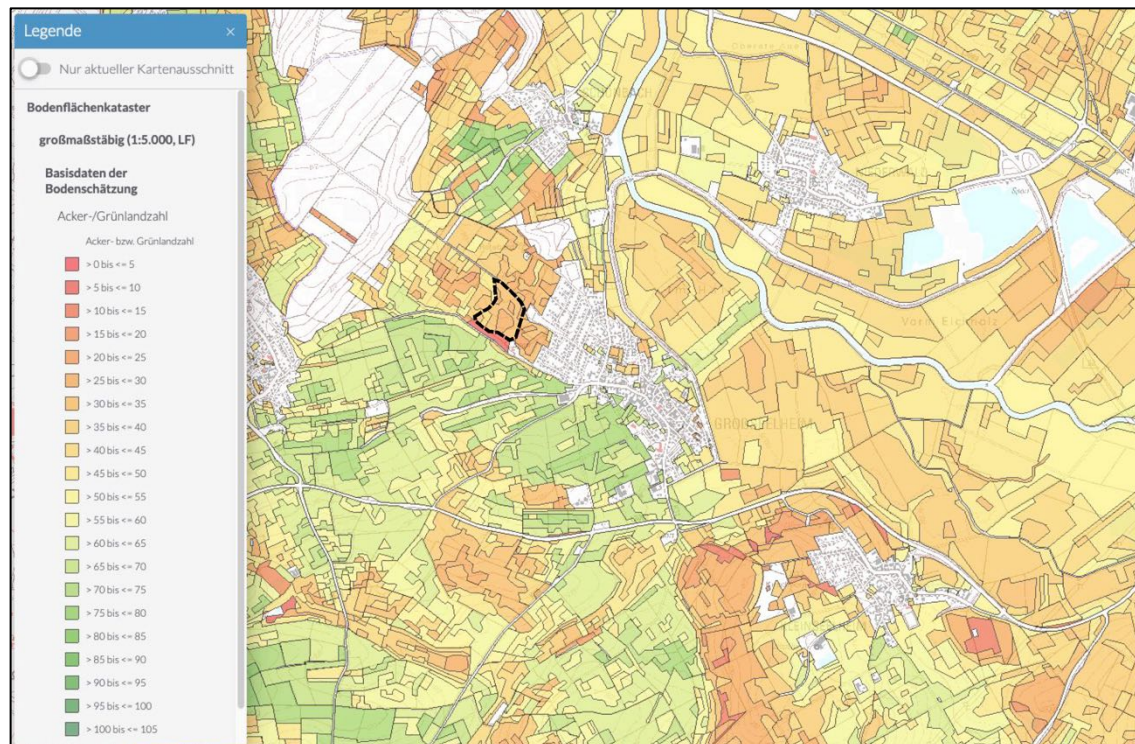 Legende ×
Nur aktueller Kartenausschnitt
Bodenflächenkataster
großmaßstäbig (1:5.000, LF)
Basisdaten der
Bodenschätzung
Acker-/Grünlandzahl
Acker- bzw. Grünlandzahl
> 0 bis <= 5
> 5 bis <= 10
> 10 bis <= 15
> 15 bis <= 20
> 20 bis <= 25
> 25 bis <= 30
> 30 bis <= 35
> 35 bis <= 40
> 40 bis <= 45
> 45 bis <= 50
> 50 bis <= 55
> 55 bis <= 60
> 60 bis <= 65
> 65 bis <= 70
> 70 bis <= 75
> 75 bis <= 80
> 80 bis <= 85
> 85 bis <= 90
> 90 bis <= 95
> 95 bis <= 100
> 100 bis <= 105